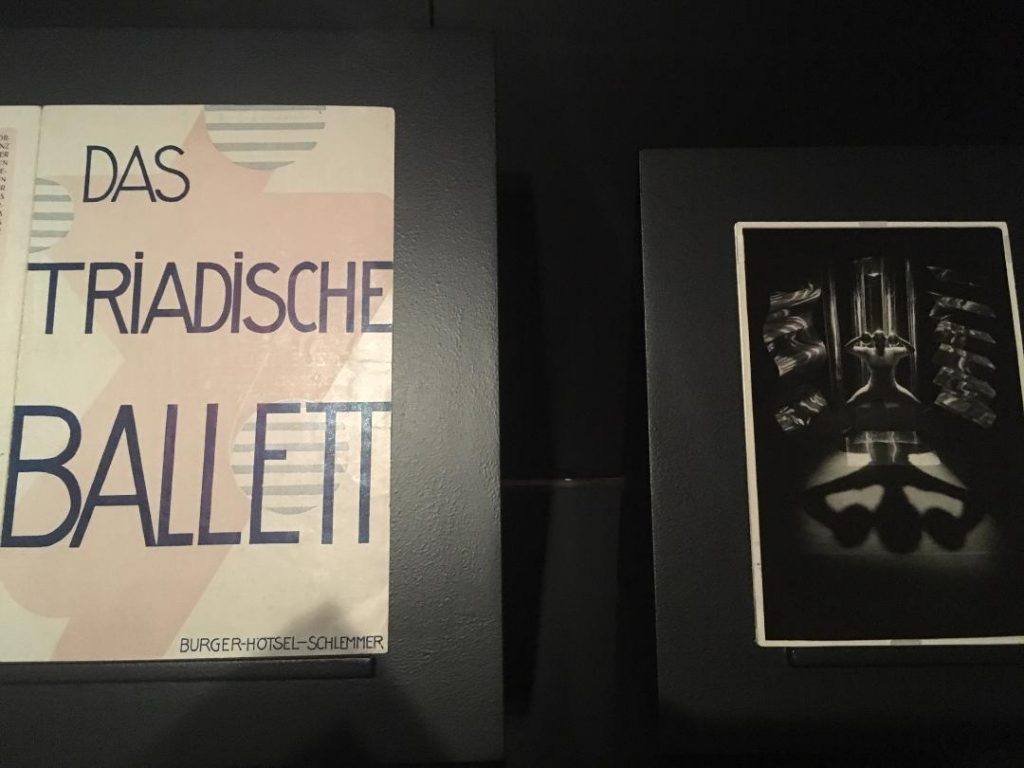 DAS
TRIADISCHE
BALLETT
BURGER-HÖTSEL-SCHLEMMER